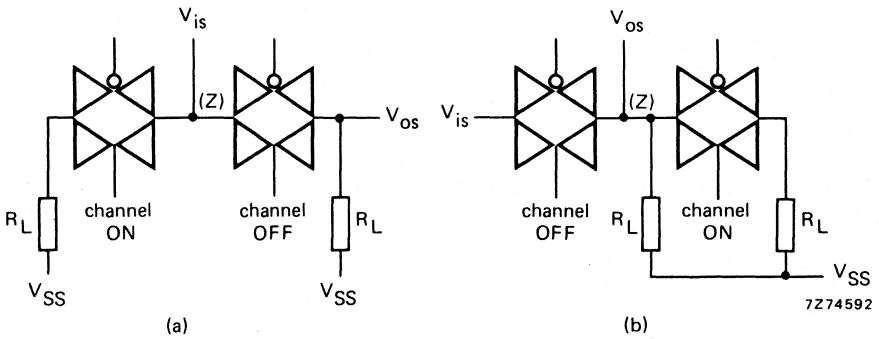 V_is
(Z)
V_os
channel
ON
channel
OFF
R_L
R_L
V_SS
V_SS
(a)
V_os
V_is
(Z)
channel
OFF
channel
ON
R_L
R_L
V_SS
7Z74592
(b)